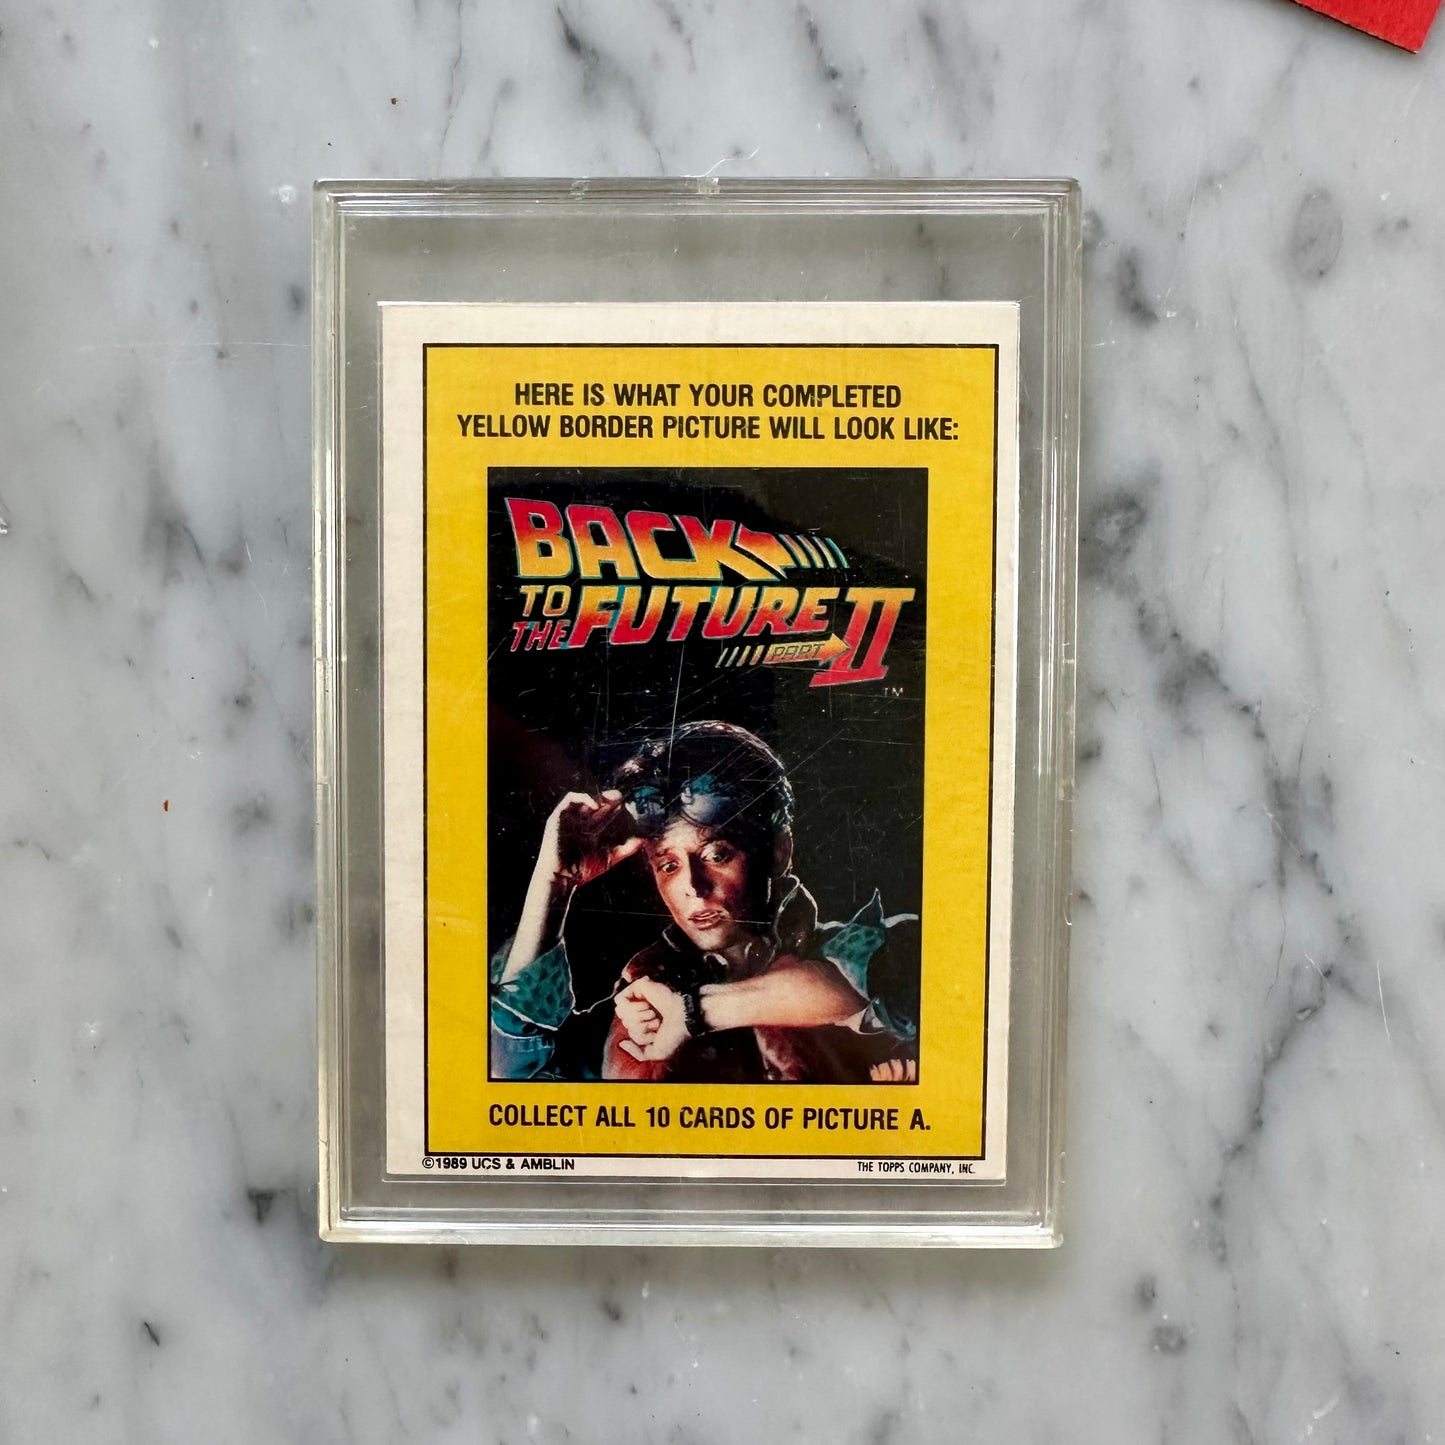 HERE IS WHAT YOUR COMPLETED
YELLOW BORDER PICTURE WILL LOOK LIKE:
BACK
TO THE FUTURE II
PART
TM
COLLECT ALL 10 CARDS OF PICTURE A.
©1989 UCS & AMBLIN
THE TOPPS COMPANY, INC.